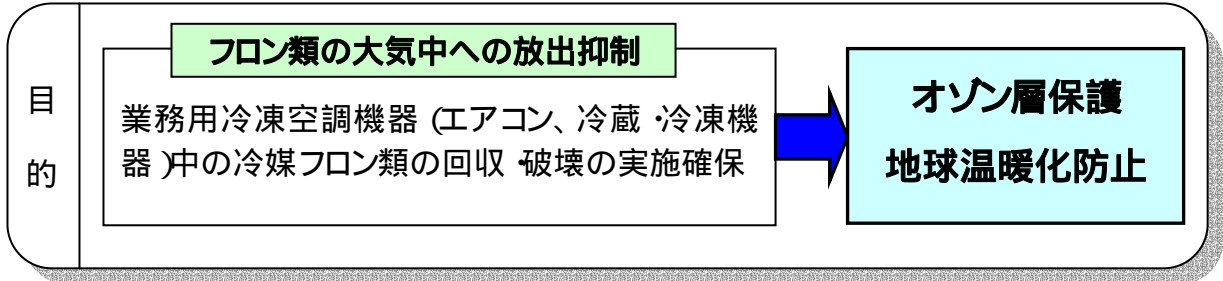 目的
フロン類の大気中への放出抑制
業務用冷凍空調機器(エアコン、冷蔵・冷凍機
器)中の冷媒フロン類の回収・破壊の実施確保
オゾン層保護
地球温暖化防止